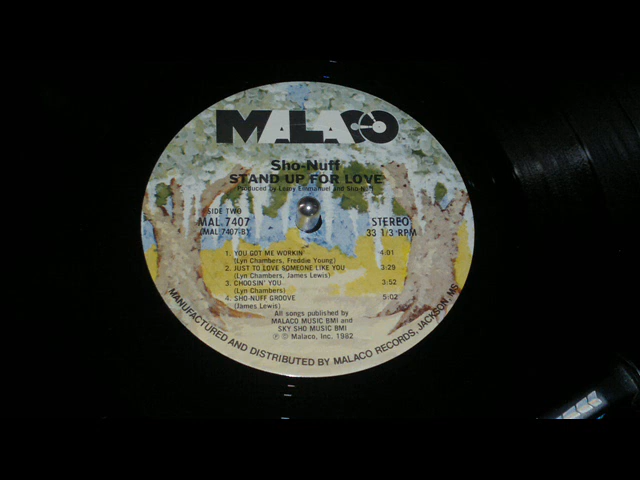 MALACO
Sho-Nuff
STAND UP FOR LOVE
Produced by Leroy Emmanuel and Sho-Nuff
SIDE TWO
MAL 7407
(MAL 7407-B)
STEREO
33 1/3 RPM
1. YOU GOT ME WORKIN' 4:01
(Lyn Chambers, Freddie Young)
2. JUST TO LOVE SOMEONE LIKE YOU 3:29
(Lyn Chambers, James Lewis)
3. CHOOSIN' YOU 3:52
(Lyn Chambers)
4. SHO-NUFF GROOVE 5:02
(James Lewis)
All songs published by
MALACO MUSIC BMI and
SKY SHO MUSIC BMI
℗ © Malaco, Inc. 1982
MANUFACTURED AND DISTRIBUTED BY MALACO RECORDS, JACKSON, MS